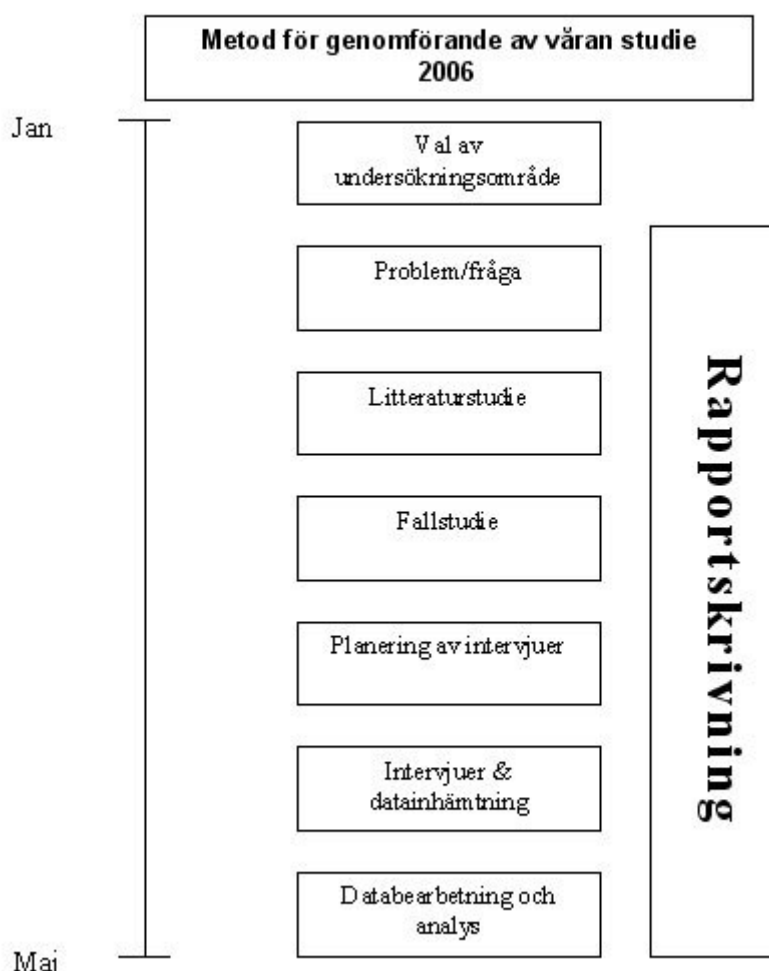 Metod för genomförande av våran studie
2006
Jan
Val av
undersökningsområde
Problem/fråga
Litteraturstudie
Fallstudie
Planering av intervjuer
Intervjuer &
datainhämtning
Databearbetning och
analys
Rapportskrivning
Maj